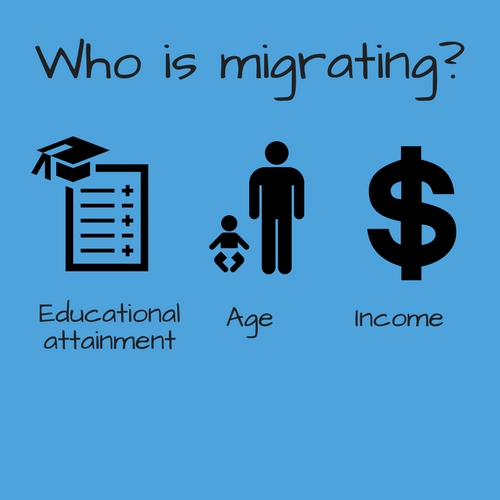 Who is migrating?
Educational
attainment
Age
Income